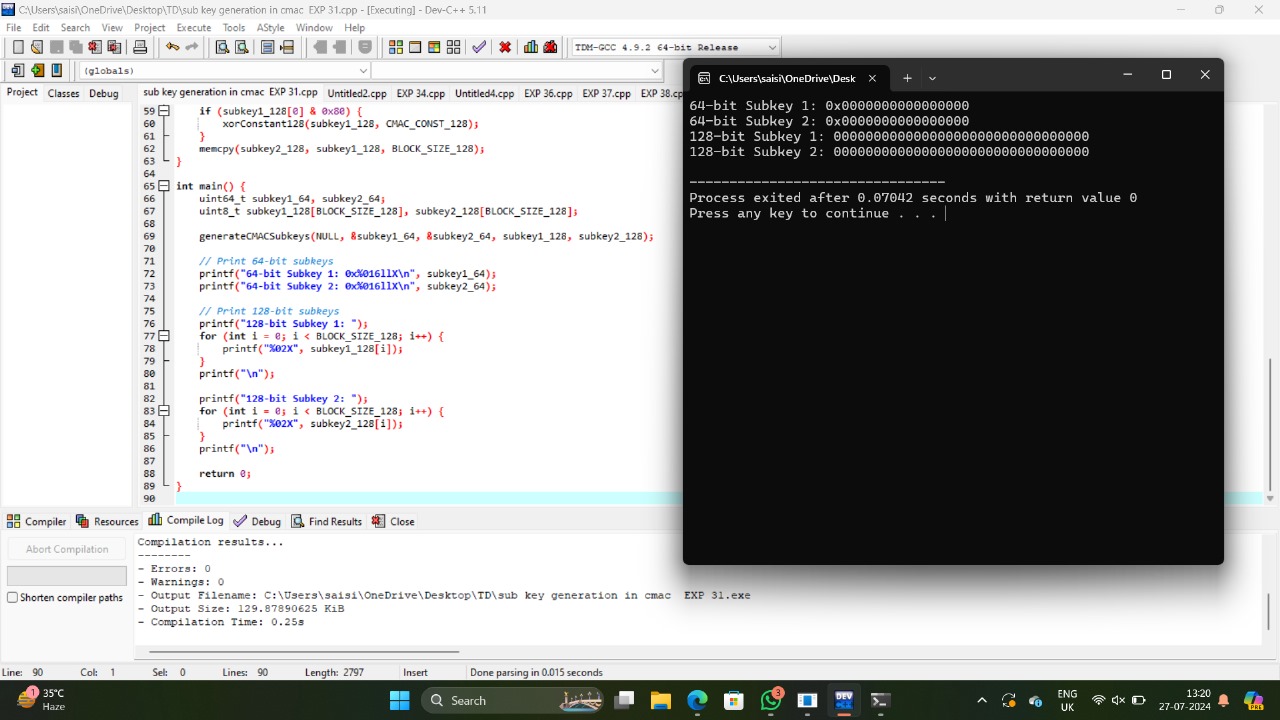 C:\Users\saisi\OneDrive\Desktop\TD\sub key generation in cmac  EXP 31.cpp - [Executing] - Dev-C++ 5.11
File Edit Search View Project Execute Tools AStyle Window Help
TDM-GCC 4.9.2 64-bit Release
(globals)
Project Classes Debug
sub key generation in cmac  EXP 31.cpp Untitled2.cpp EXP 34.cpp Untitled4.cpp EXP 36.cpp EXP 37.cpp EXP 38.cp
59 if (subkey1_128[0] & 0x80) {
60 xorConstant128(subkey1_128, CMAC_CONST_128);
61 }
62 memcpy(subkey2_128, subkey1_128, BLOCK_SIZE_128);
63 }
64
65 int main() {
66 uint64_t subkey1_64, subkey2_64;
67 uint8_t subkey1_128[BLOCK_SIZE_128], subkey2_128[BLOCK_SIZE_128];
68
69 generateCMACSubkeys(NULL, &subkey1_64, &subkey2_64, subkey1_128, subkey2_128);
70
71 // Print 64-bit subkeys
72 printf("64-bit Subkey 1: 0x%016llX\n", subkey1_64);
73 printf("64-bit Subkey 2: 0x%016llX\n", subkey2_64);
74
75 // Print 128-bit subkeys
76 printf("128-bit Subkey 1: ");
77 for (int i = 0; i < BLOCK_SIZE_128; i++) {
78 printf("%02X", subkey1_128[i]);
79 }
80 printf("\n");
81
82 printf("128-bit Subkey 2: ");
83 for (int i = 0; i < BLOCK_SIZE_128; i++) {
84 printf("%02X", subkey2_128[i]);
85 }
86 printf("\n");
87
88 return 0;
89 }
90
C:\Users\saisi\OneDrive\Desk
64-bit Subkey 1: 0x0000000000000000
64-bit Subkey 2: 0x0000000000000000
128-bit Subkey 1: 00000000000000000000000000000000
128-bit Subkey 2: 00000000000000000000000000000000
--------------------------------
Process exited after 0.07042 seconds with return value 0
Press any key to continue . . .
Compiler Resources Compile Log Debug Find Results Close
Abort Compilation
Shorten compiler paths
Compilation results...
--------
- Errors: 0
- Warnings: 0
- Output Filename: C:\Users\saisi\OneDrive\Desktop\TD\sub key generation in cmac  EXP 31.exe
- Output Size: 129.87890625 KiB
- Compilation Time: 0.25s
Line: 90 Col: 1 Sel: 0 Lines: 90 Length: 2797 Insert Done parsing in 0.015 seconds
1
35°C
Haze
Search
3
DEV
ENG
UK
13:20
27-07-2024
PRE